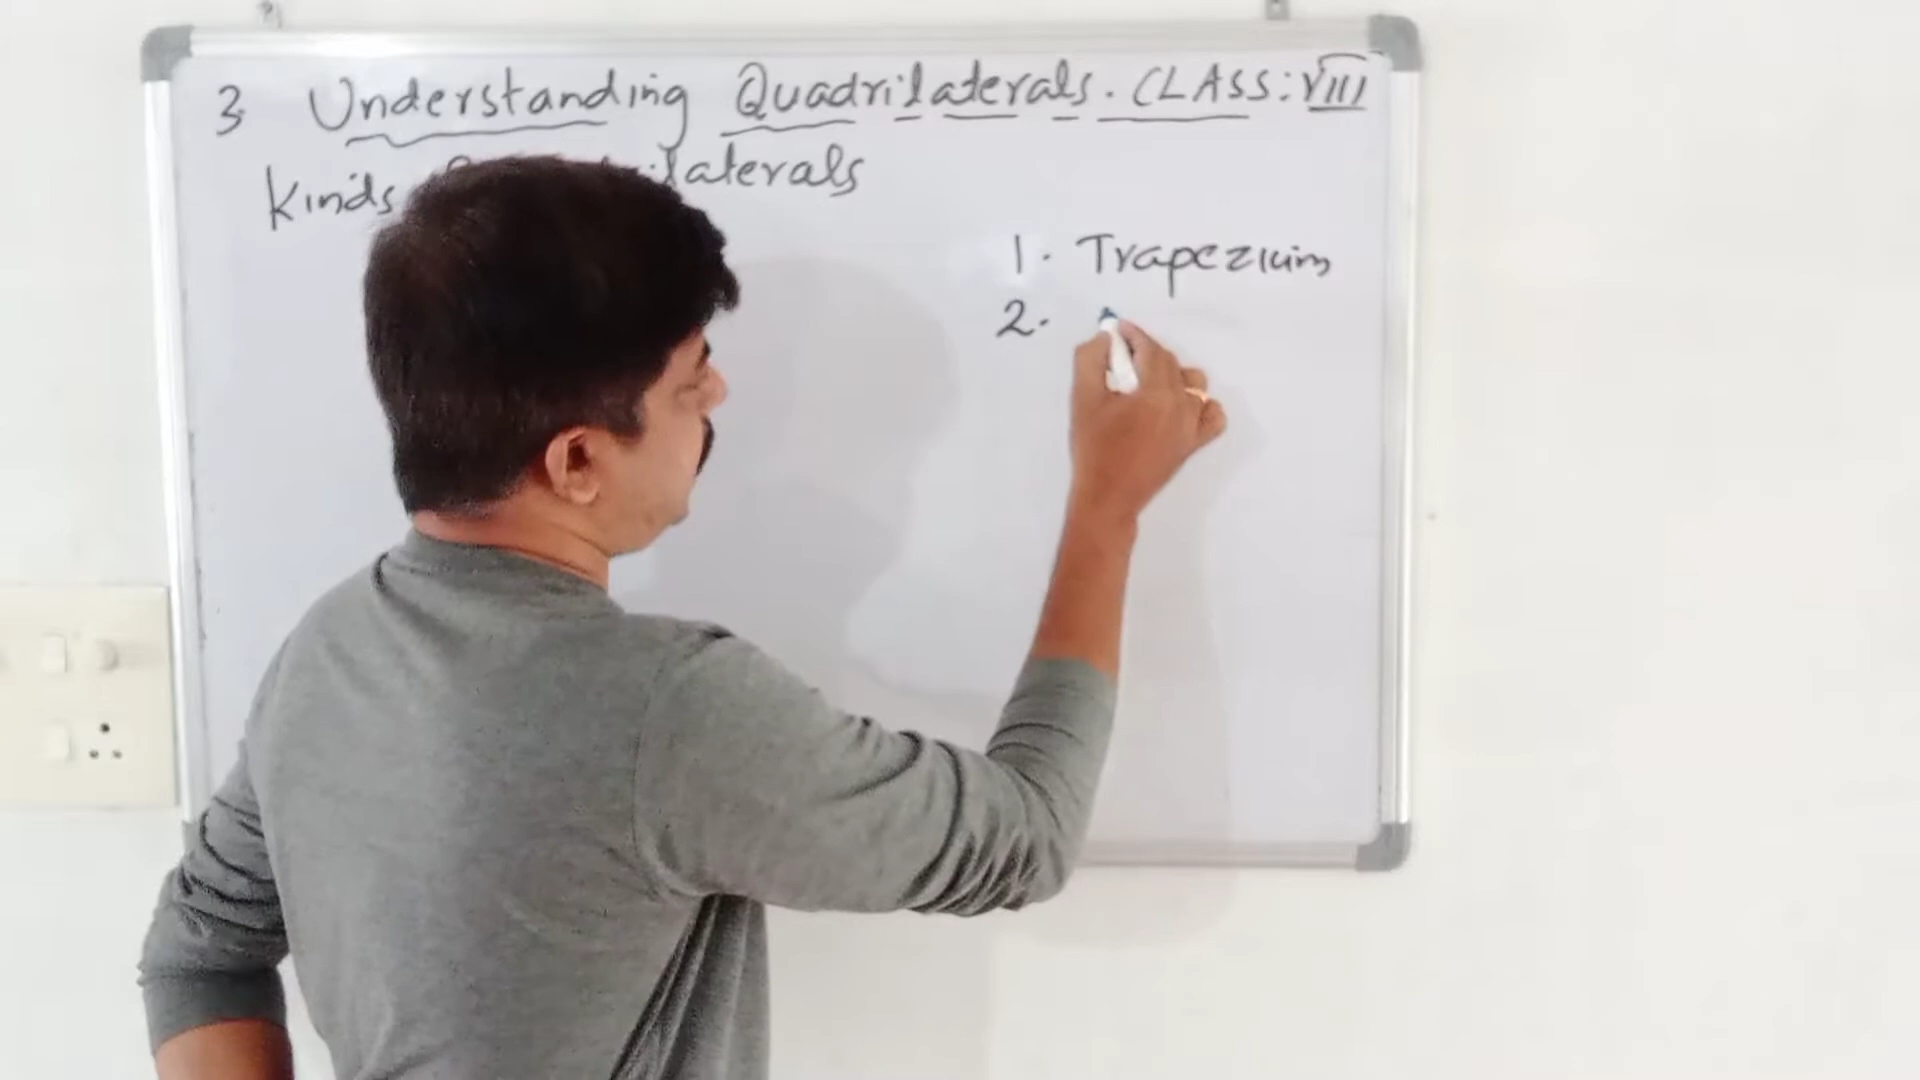 3 Understanding Quadrilaterals. CLASS: VIII
Kinds
1. Trapezium
2.